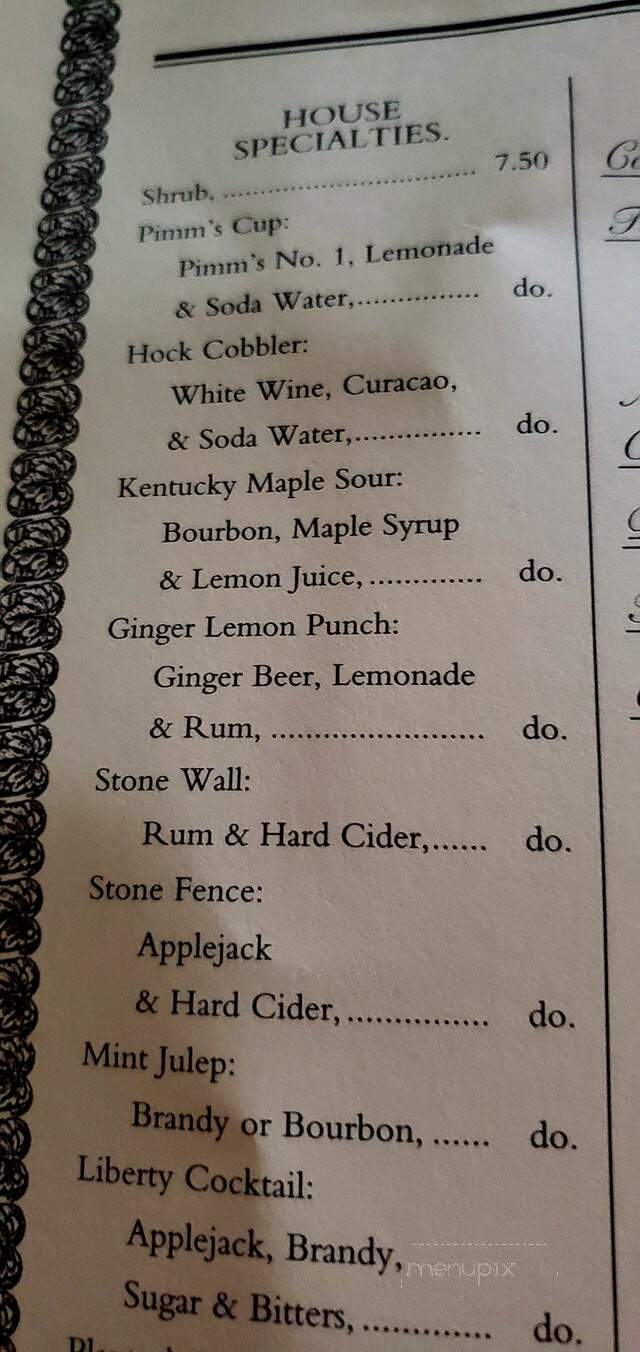 HOUSE
SPECIALTIES.
Shrub, ................................ 7.50
Pimm's Cup:
Pimm's No. 1, Lemonade
& Soda Water,................ do.
Hock Cobbler:
White Wine, Curacao,
& Soda Water,................ do.
Kentucky Maple Sour:
Bourbon, Maple Syrup
& Lemon Juice, ............. do.
Ginger Lemon Punch:
Ginger Beer, Lemonade
& Rum, ........................ do.
Stone Wall:
Rum & Hard Cider,...... do.
Stone Fence:
Applejack
& Hard Cider,............... do.
Mint Julep:
Brandy or Bourbon, ...... do.
Liberty Cocktail:
Applejack, Brandy,
menupix
Sugar & Bitters, ............. do.